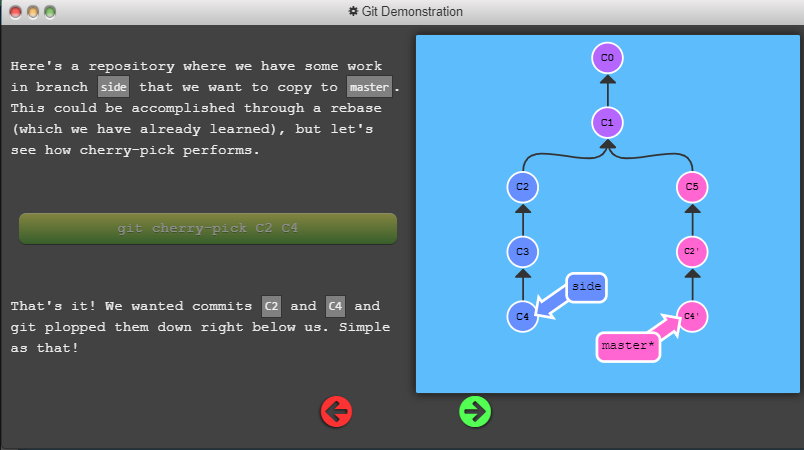 Git Demonstration
Here's a repository where we have some work
in branch side that we want to copy to master.
This could be accomplished through a rebase
(which we have already learned), but let's
see how cherry-pick performs.
git cherry-pick C2 C4
That's it! We wanted commits C2 and C4 and
git plopped them down right below us. Simple
as that!
C0
C1
C2
C5
C3
C2'
side
C4
C4'
master*